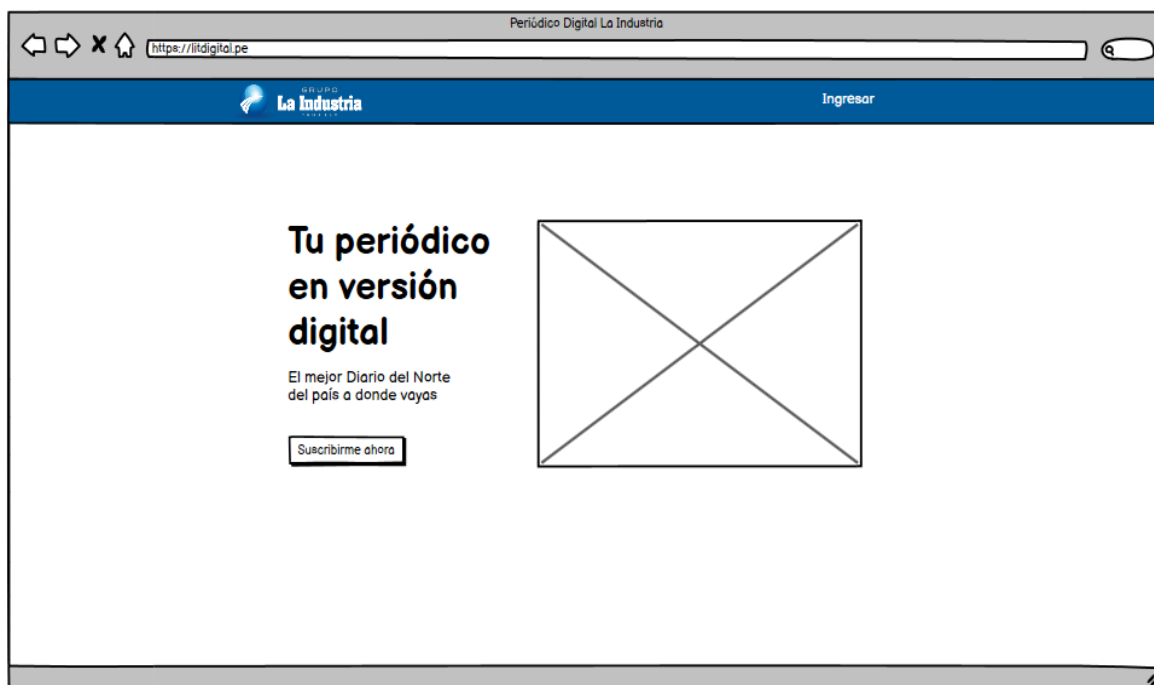 Periódico Digital La Industria
https://litdigital.pe
GRUPO
La Industria
Ingresar
Tu periódico
en versión
digital
El mejor Diario del Norte
del país a donde vayas
Suscribirme ahora